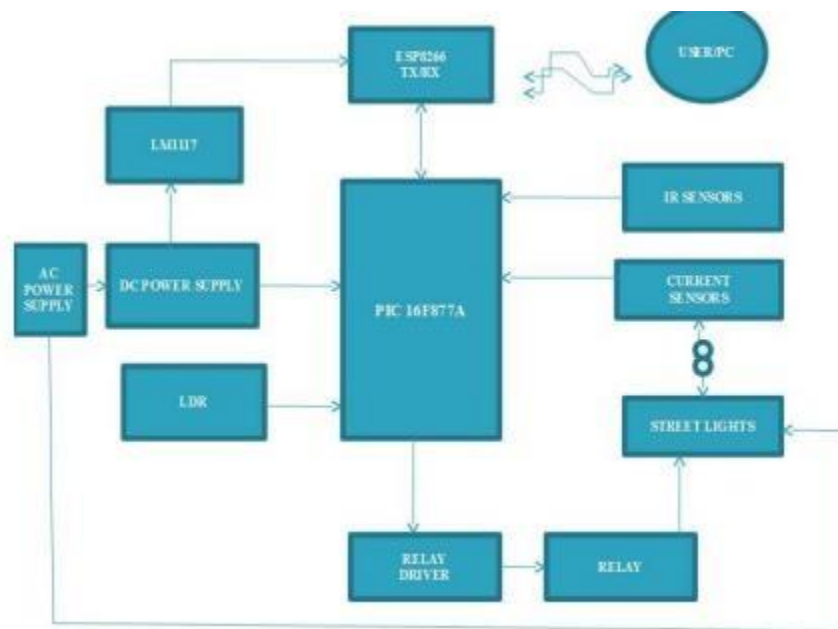 ESP8266
TX/RX
USER/PC
LM1117
IR SENSORS
AC
POWER
SUPPLY
DC POWER SUPPLY
PIC 16F877A
CURRENT
SENSORS
LDR
STREET LIGHTS
RELAY
DRIVER
RELAY